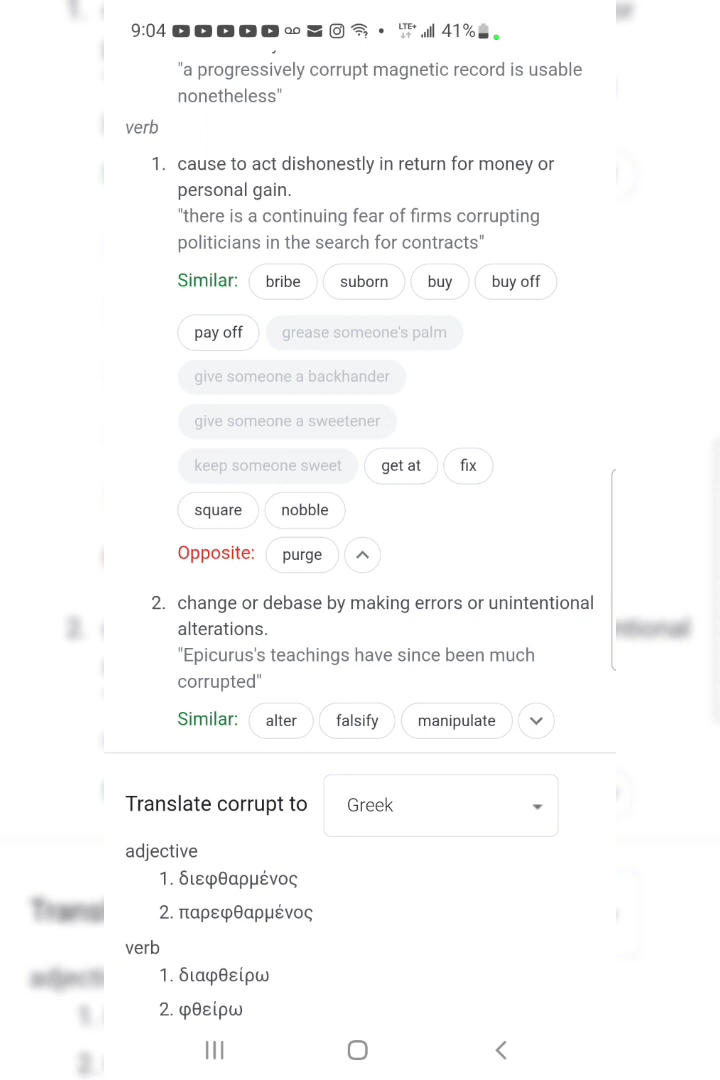 9:04 LTE+ 41%
"a progressively corrupt magnetic record is usable
nonetheless"
verb
1. cause to act dishonestly in return for money or
personal gain.
"there is a continuing fear of firms corrupting
politicians in the search for contracts"
Similar: bribe suborn buy buy off
pay off grease someone's palm
give someone a backhander
give someone a sweetener
keep someone sweet get at fix
square nobble
Opposite: purge
2. change or debase by making errors or unintentional
alterations.
"Epicurus's teachings have since been much
corrupted"
Similar: alter falsify manipulate
Translate corrupt to Greek
adjective
1. διεφθαρμένος
2. παρεφθαρμένος
verb
1. διαφθείρω
2. φθείρω